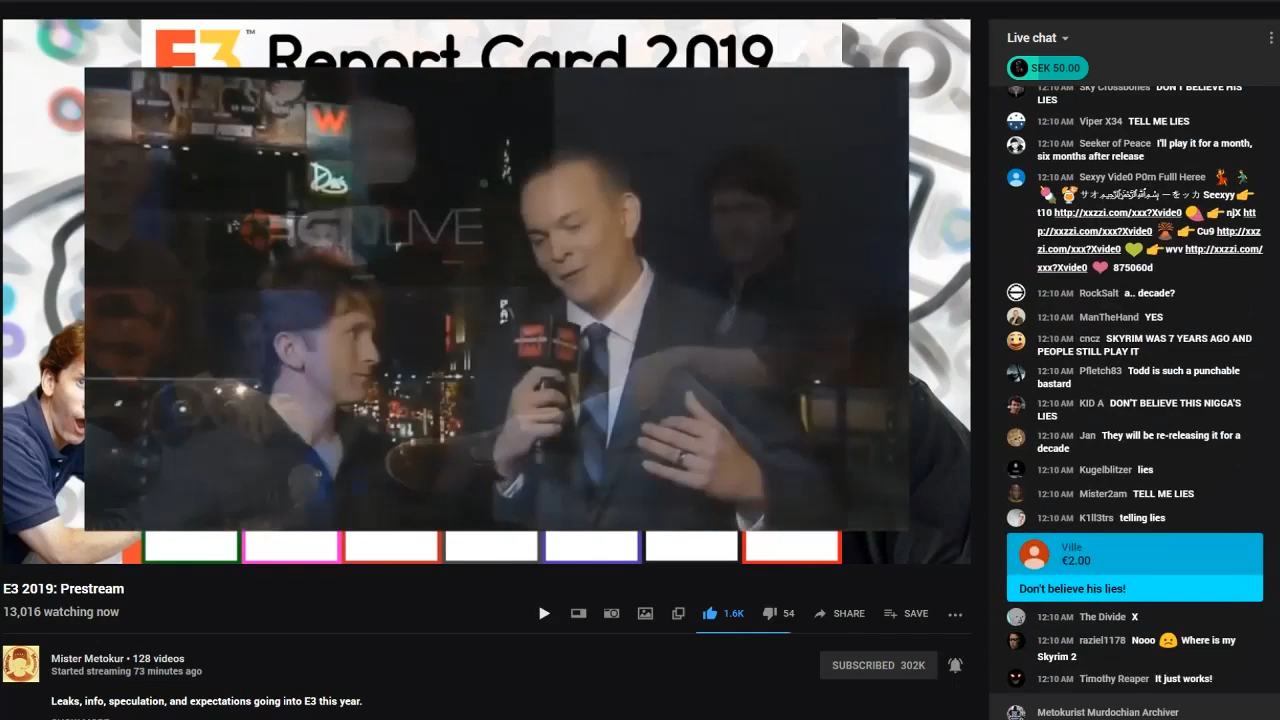 E3™ Report Card 2019
W
D&S
IGN LIVE
E3 2019: Prestream
13,016 watching now
1.6K
54
SHARE
SAVE
Mister Metokur • 128 videos
Started streaming 73 minutes ago
SUBSCRIBED 302K
Leaks, info, speculation, and expectations going into E3 this year.
Live chat
SEK 50.00
Sky Crossbones DON'T BELIEVE HIS
LIES
12:10 AM Viper X34 TELL ME LIES
12:10 AM Seeker of Peace I'll play it for a month,
six months after release
12:10 AM Sexyy Vide0 P0rn Fulll Heree
Seexyy 👉
t10 http://xxzzi.com/xxx?Xvide0 👉 njX htt
p://xxzzi.com/xxx?Xvide0 🌋 👉 Cu9 http://xxz
zi.com/xxx?Xvide0 💚 👉 wvv http://xxzzi.com/
xxx?Xvide0 💗 875060d
12:10 AM RockSalt a.. decade?
12:10 AM ManTheHand YES
12:10 AM cncz SKYRIM WAS 7 YEARS AGO AND
PEOPLE STILL PLAY IT
12:10 AM Pfletch83 Todd is such a punchable
bastard
12:10 AM KID A DON'T BELIEVE THIS NIGGA'S
LIES
12:10 AM Jan They will be re-releasing it for a
decade
12:10 AM Kugelblitzer lies
12:10 AM Mister2am TELL ME LIES
12:10 AM K1ll3trs telling lies
Ville
€2.00
Don't believe his lies!
12:10 AM The Divide X
12:10 AM raziel1178 Nooo ☹️ Where is my
Skyrim 2
12:10 AM Timothy Reaper It just works!
Metokurist Murdochian Archiver